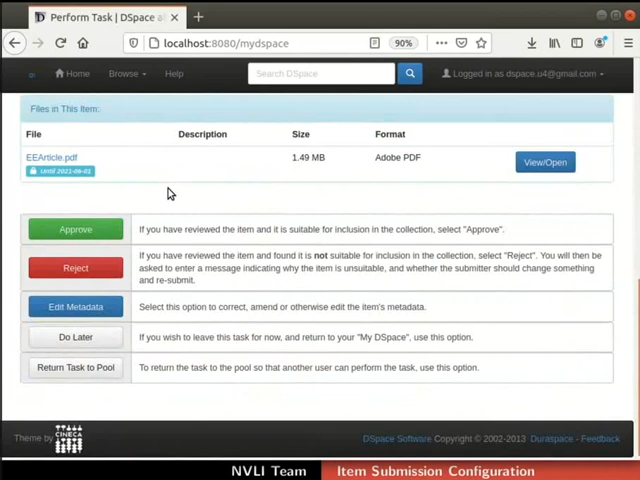 Perform Task | DSpace at
localhost:8080/mydspace
90%
Home Browse Help Search DSpace Logged in as dspace.u4@gmail.com
Files in This Item:
File Description Size Format
EEArticle.pdf 1.49 MB Adobe PDF View/Open
Until 2021-06-01
Approve If you have reviewed the item and it is suitable for inclusion in the collection, select "Approve".
If you have reviewed the item and found it is not suitable for inclusion in the collection, select "Reject". You will then be
Reject asked to enter a message indicating why the item is unsuitable, and whether the submitter should change something
and re-submit.
Edit Metadata Select this option to correct, amend or otherwise edit the item's metadata.
Do Later If you wish to leave this task for now, and return to your "My DSpace", use this option.
Return Task to Pool To return the task to the pool so that another user can perform the task, use this option.
Theme by CINECA DSpace Software Copyright © 2002-2013 Duraspace - Feedback
NVLI Team Item Submission Configuration